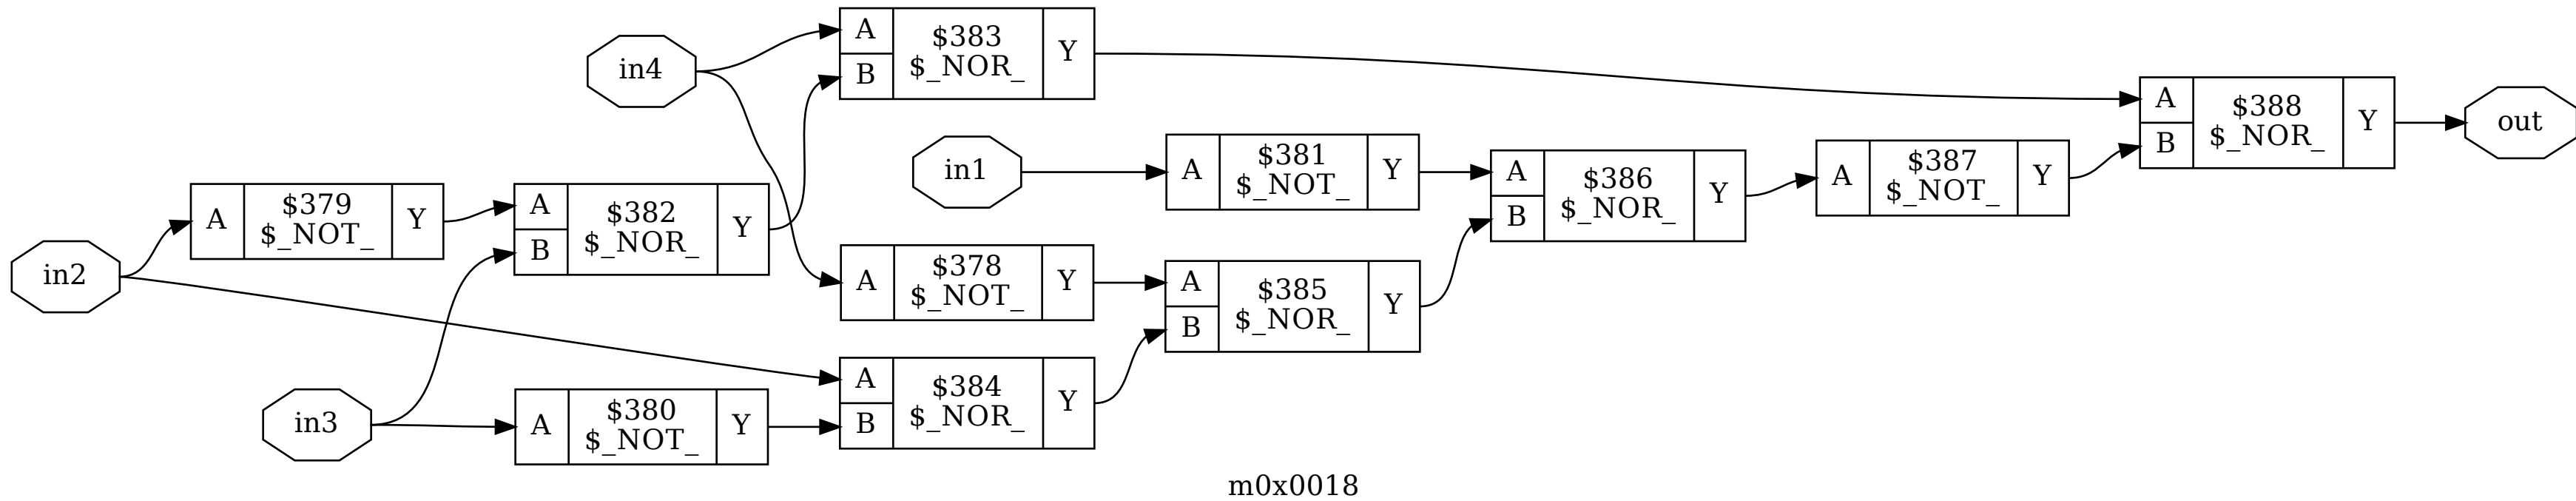 in4
A
B
$383
$_NOR_
Y
in2
A
$379
$_NOT_
Y
A
B
$382
$_NOR_
Y
in3
A
$380
$_NOT_
Y
A
$378
$_NOT_
Y
A
B
$384
$_NOR_
Y
in1
A
$381
$_NOT_
Y
A
B
$385
$_NOR_
Y
A
B
$386
$_NOR_
Y
A
$387
$_NOT_
Y
A
B
$388
$_NOR_
Y
out
m0x0018